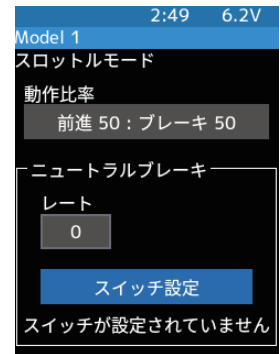 2:49 6.2V
Model 1
スロットルモード
動作比率
前進 50 : ブレーキ 50
ニュートラルブレーキ
レート
0
スイッチ設定
スイッチが設定されていません